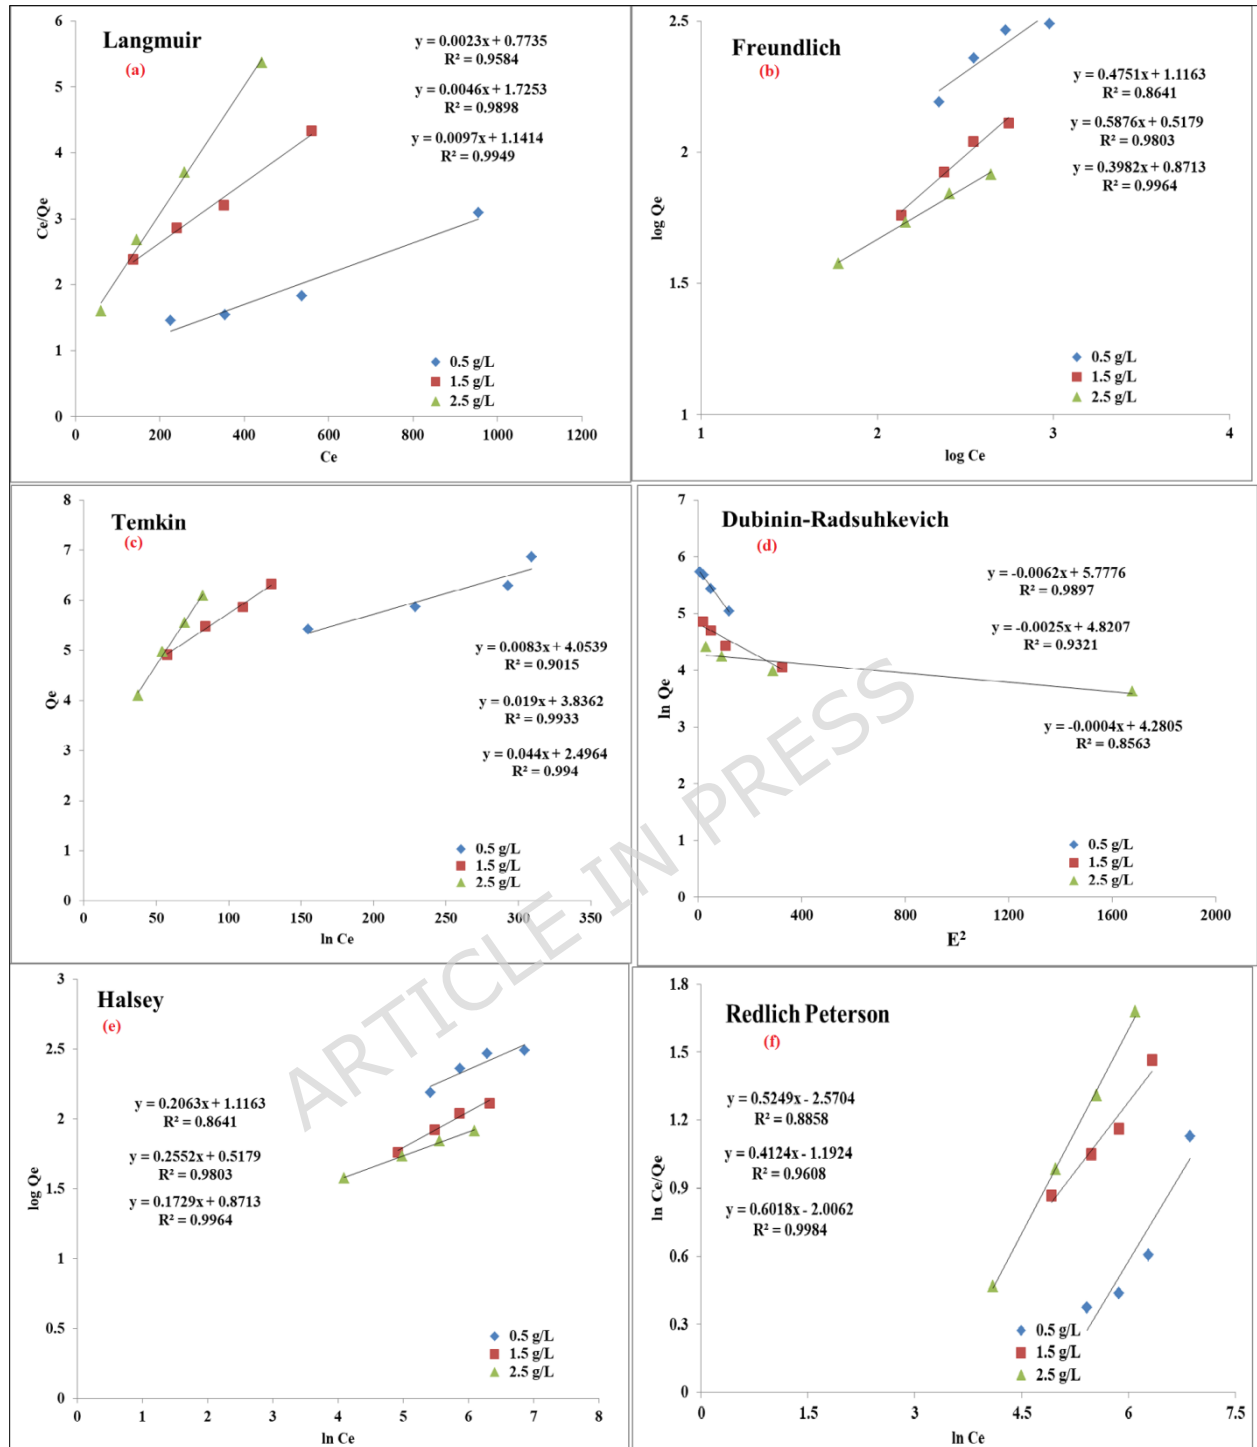 Langmuir
(a)
y = 0.0023x + 0.7735
R² = 0.9584
y = 0.0046x + 1.7253
R² = 0.9898
y = 0.0097x + 1.1414
R² = 0.9949
6
5
4
3
2
1
0
Ce/Qe
0.5 g/L
1.5 g/L
2.5 g/L
0 200 400 600 800 1000 1200
Ce
Freundlich
(b)
y = 0.4751x + 1.1163
R² = 0.8641
y = 0.5876x + 0.5179
R² = 0.9803
y = 0.3982x + 0.8713
R² = 0.9964
2.5
2
1.5
1
log Qe
0.5 g/L
1.5 g/L
2.5 g/L
1 2 3 4
log Ce
Temkin
(c)
8
7
6
5
4
3
2
1
0
Qe
y = 0.0083x + 4.0539
R² = 0.9015
y = 0.019x + 3.8362
R² = 0.9933
y = 0.044x + 2.4964
R² = 0.994
0.5 g/L
1.5 g/L
2.5 g/L
0 50 100 150 200 250 300 350
ln Ce
Dubinin-Radsuhkevich
(d)
7
6
5
4
3
2
1
0
ln Qe
y = -0.0062x + 5.7776
R² = 0.9897
y = -0.0025x + 4.8207
R² = 0.9321
y = -0.0004x + 4.2805
R² = 0.8563
0.5 g/L
1.5 g/L
2.5 g/L
0 400 800 1200 1600 2000
E²
Halsey
(e)
3
2.5
2
1.5
1
0.5
0
log Qe
y = 0.2063x + 1.1163
R² = 0.8641
y = 0.2552x + 0.5179
R² = 0.9803
y = 0.1729x + 0.8713
R² = 0.9964
0.5 g/L
1.5 g/L
2.5 g/L
0 1 2 3 4 5 6 7 8
ln Ce
Redlich Peterson
(f)
1.8
1.5
1.2
0.9
0.6
0.3
0
ln Ce/Qe
y = 0.5249x - 2.5704
R² = 0.8858
y = 0.4124x - 1.1924
R² = 0.9608
y = 0.6018x - 2.0062
R² = 0.9984
0.5 g/L
1.5 g/L
2.5 g/L
0 1.5 3 4.5 6 7.5
ln Ce
ARTICLE IN PRESS